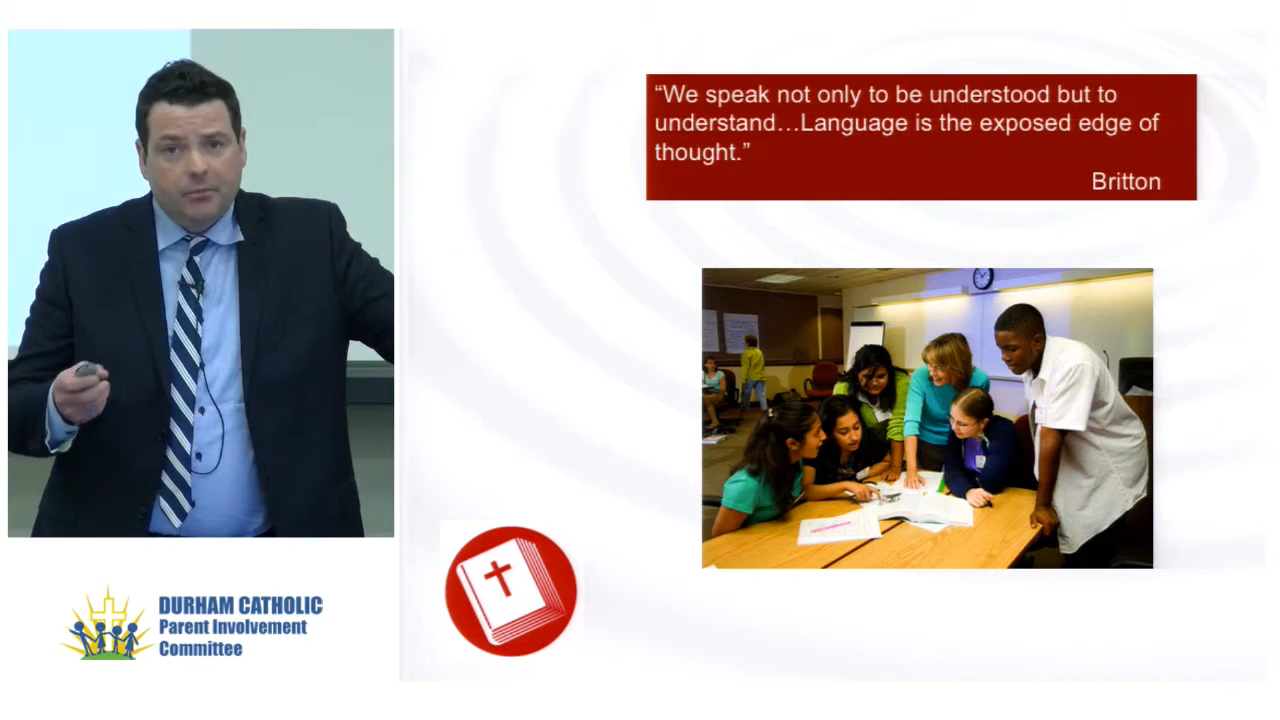 “We speak not only to be understood but to
understand…Language is the exposed edge of
thought.”
Britton
DURHAM CATHOLIC
Parent Involvement
Committee